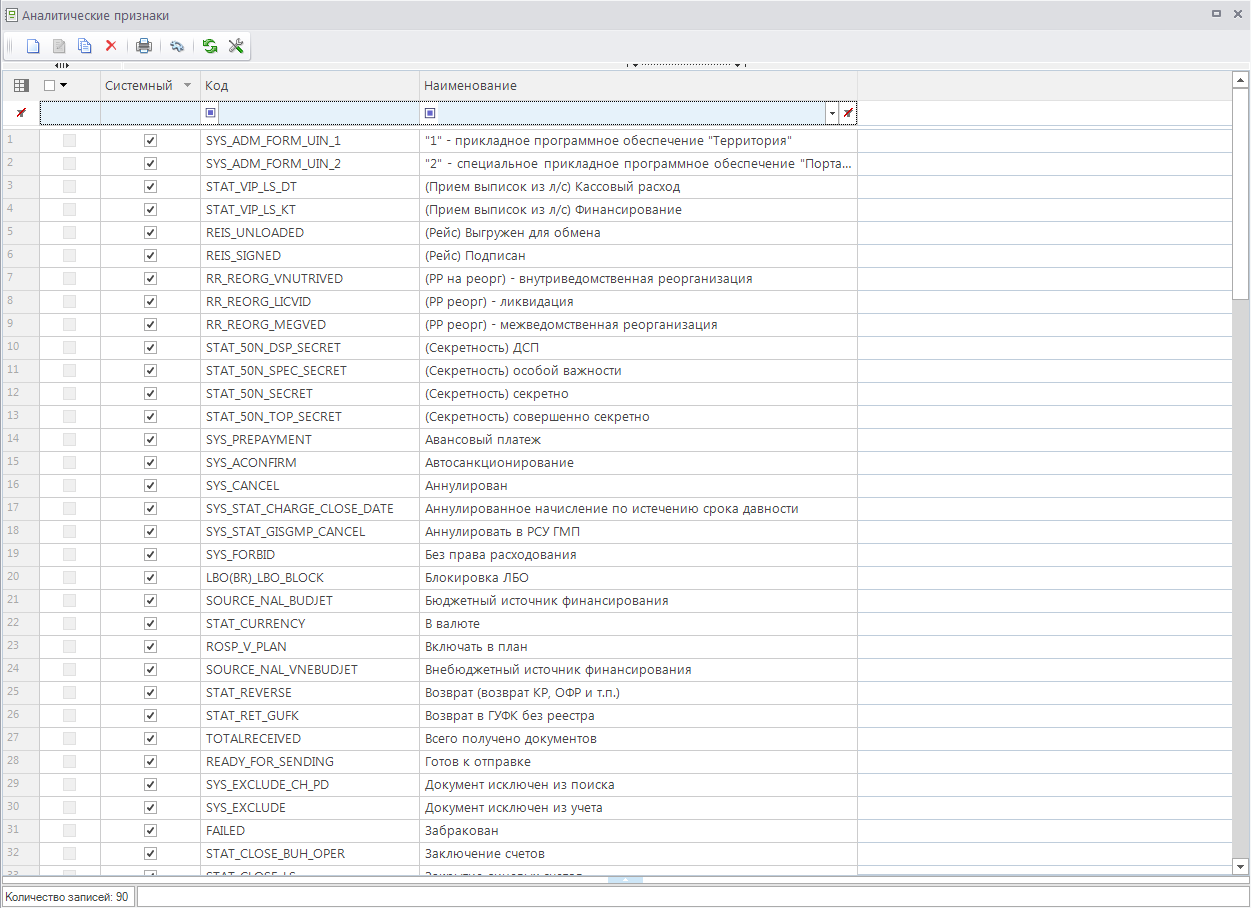 Аналитические признаки
Системный Код Наименование
1 SYS_ADM_FORM_UIN_1 "1" - прикладное программное обеспечение "Территория"
2 SYS_ADM_FORM_UIN_2 "2" - специальное прикладное программное обеспечение "Порта...
3 STAT_VIP_LS_DT (Прием выписок из л/с) Кассовый расход
4 STAT_VIP_LS_KT (Прием выписок из л/с) Финансирование
5 REIS_UNLOADED (Рейс) Выгружен для обмена
6 REIS_SIGNED (Рейс) Подписан
7 RR_REORG_VNUTRIVED (РР на реорг) - внутриведомственная реорганизация
8 RR_REORG_LICVID (РР реорг) - ликвидация
9 RR_REORG_MEGVED (РР реорг) - межведомственная реорганизация
10 STAT_50N_DSP_SECRET (Секретность) ДСП
11 STAT_50N_SPEC_SECRET (Секретность) особой важности
12 STAT_50N_SECRET (Секретность) секретно
13 STAT_50N_TOP_SECRET (Секретность) совершенно секретно
14 SYS_PREPAYMENT Авансовый платеж
15 SYS_ACONFIRM Автосанкционирование
16 SYS_CANCEL Аннулирован
17 SYS_STAT_CHARGE_CLOSE_DATE Аннулированное начисление по истечению срока давности
18 SYS_STAT_GISGMP_CANCEL Аннулировать в РСУ ГМП
19 SYS_FORBID Без права расходования
20 LBO(BR)_LBO_BLOCK Блокировка ЛБО
21 SOURCE_NAL_BUDJET Бюджетный источник финансирования
22 STAT_CURRENCY В валюте
23 ROSP_V_PLAN Включать в план
24 SOURCE_NAL_VNEBUDJET Внебюджетный источник финансирования
25 STAT_REVERSE Возврат (возврат КР, ОФР и т.п.)
26 STAT_RET_GUFK Возврат в ГУФК без реестра
27 TOTALRECEIVED Всего получено документов
28 READY_FOR_SENDING Готов к отправке
29 SYS_EXCLUDE_CH_PD Документ исключен из поиска
30 SYS_EXCLUDE Документ исключен из учета
31 FAILED Забракован
32 STAT_CLOSE_BUH_OPER Заключение счетов
Количество записей: 90